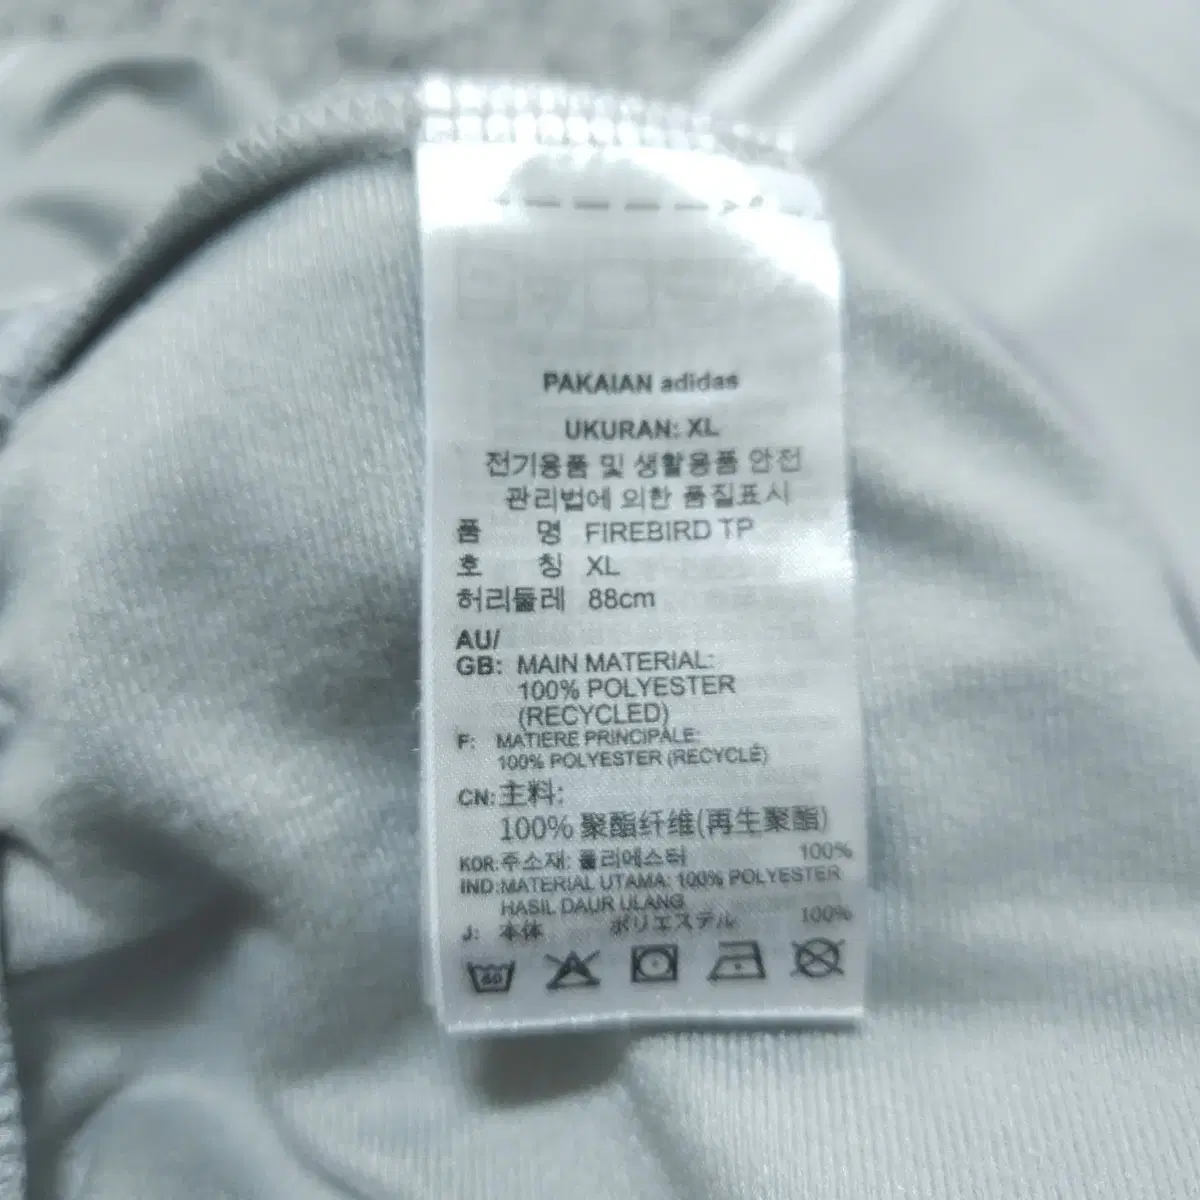 PAKAIAN adidas
UKURAN: XL
전기용품 및 생활용품 안전
관리법에 의한 품질표시
품 명 FIREBIRD TP
호 칭 XL
허리둘레 88cm
AU/
GB: MAIN MATERIAL:
100% POLYESTER
(RECYCLED)
F: MATIERE PRINCIPALE:
100% POLYESTER (RECYCLÉ)
CN: 主料:
100% 聚酯纤维(再生聚酯)
KOR: 주소재: 폴리에스터 100%
IND: MATERIAL UTAMA: 100% POLYESTER
HASIL DAUR ULANG
J: 本体 ポリエステル 100%